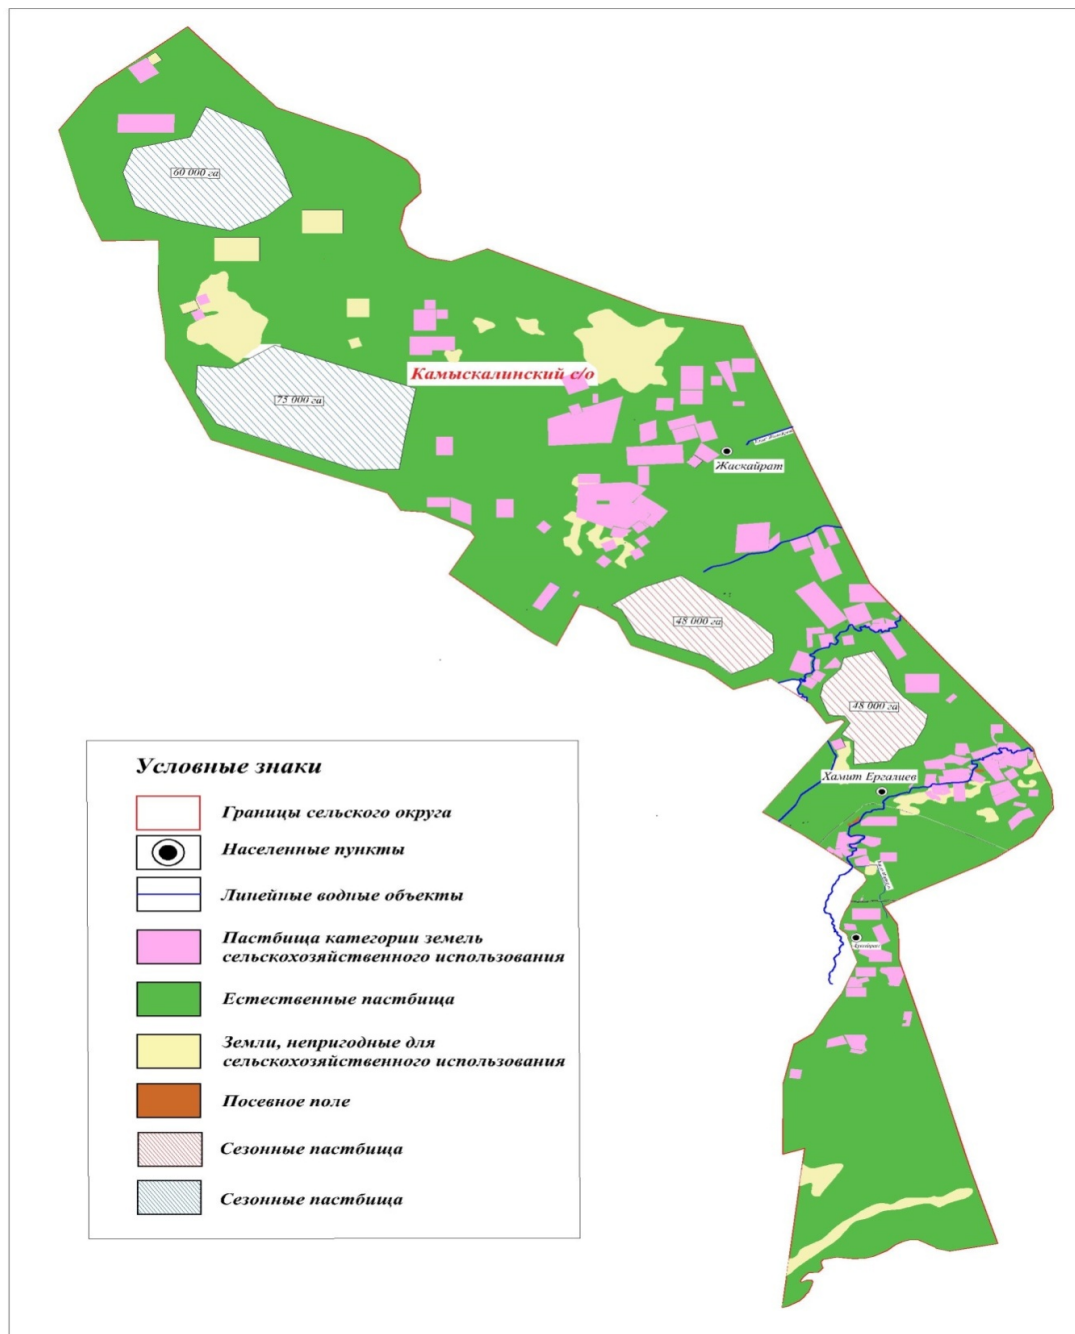 60 000 га
75 000 га
Камыскалинский с/о
Жаскайрат
48 000 га
48 000 га
Хамит Ергалиев
Условные знаки
Границы сельского округа
Населенные пункты
Линейные водные объекты
Пастбища категории земель
сельскохозяйственного использования
Естественные пастбища
Земли, непригодные для
сельскохозяйственного использования
Посевное поле
Сезонные пастбища
Сезонные пастбища